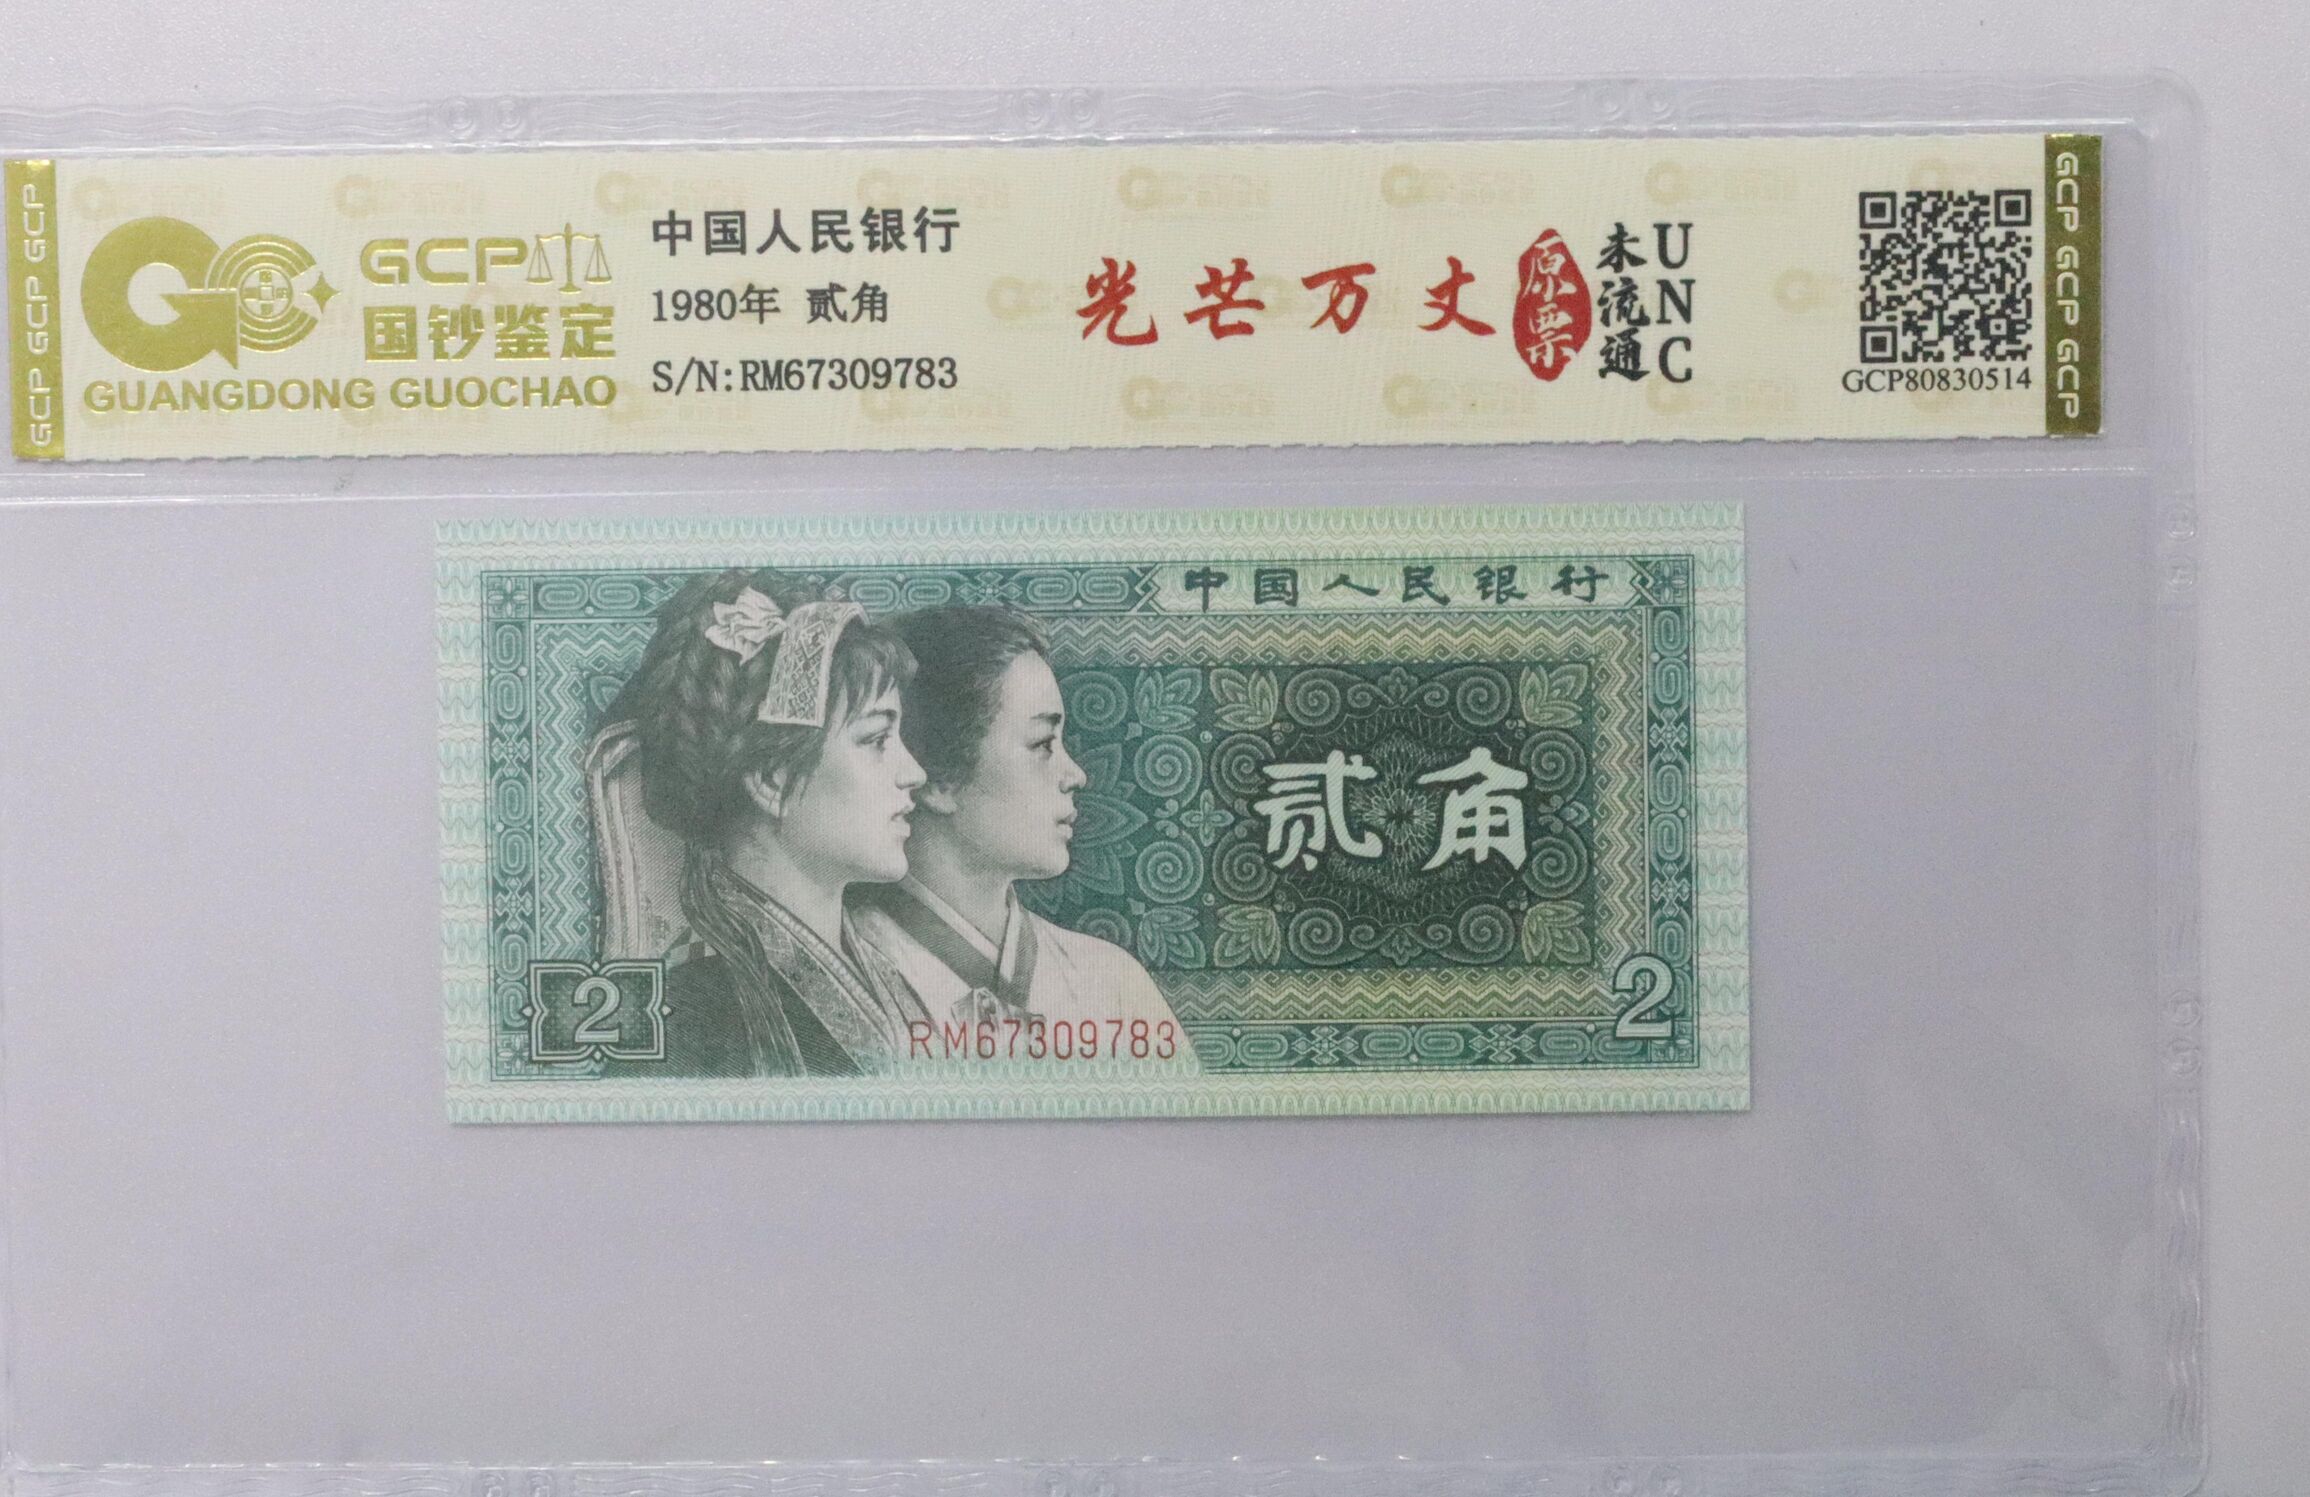 GCP GCP GCP
GCP
国钞鉴定
GUANGDONG GUOCHAO
中国人民银行
1980年 贰角
S/N:RM67309783
光芒万丈
原票
未流通
UNC
GCP80830514
GCP GCP GCP
中国人民银行
贰角
2
2
RM67309783